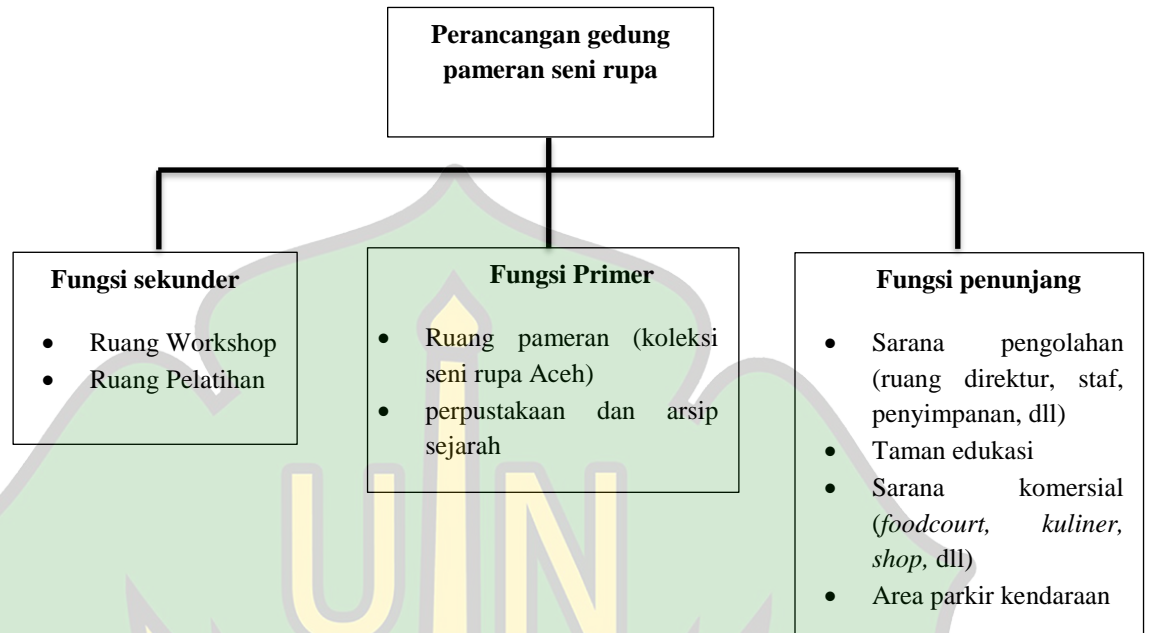 Perancangan gedung
pameran seni rupa
Fungsi sekunder
• Ruang Workshop
• Ruang Pelatihan
Fungsi Primer
• Ruang pameran (koleksi
seni rupa Aceh)
• perpustakaan dan arsip
sejarah
Fungsi penunjang
• Sarana pengolahan
(ruang direktur, staf,
penyimpanan, dll)
• Taman edukasi
• Sarana komersial
(foodcourt, kuliner,
shop, dll)
• Area parkir kendaraan
UIN